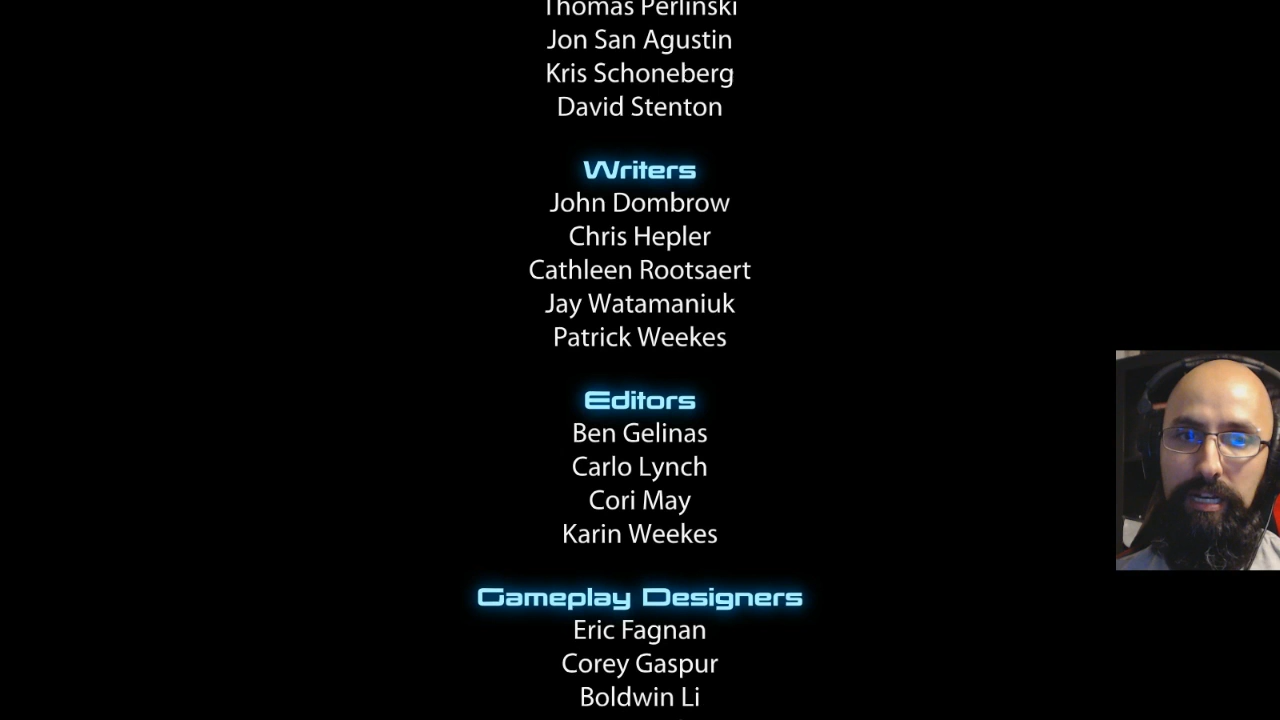 Thomas Perlinski
Jon San Agustin
Kris Schoneberg
David Stenton
Writers
John Dombrow
Chris Hepler
Cathleen Rootsaert
Jay Watamaniuk
Patrick Weekes
Editors
Ben Gelinas
Carlo Lynch
Cori May
Karin Weekes
Gameplay Designers
Eric Fagnan
Corey Gaspur
Boldwin Li